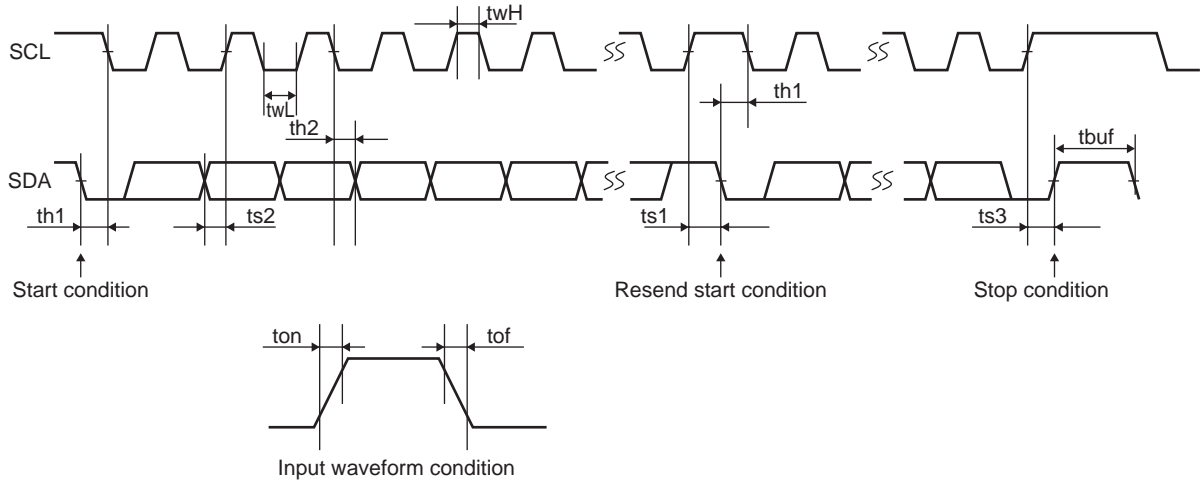 twH
SCL
twL
th1
th2
tbuf
SDA
th1
ts2
ts1
ts3
Start condition
Resend start condition
Stop condition
ton
tof
Input waveform condition